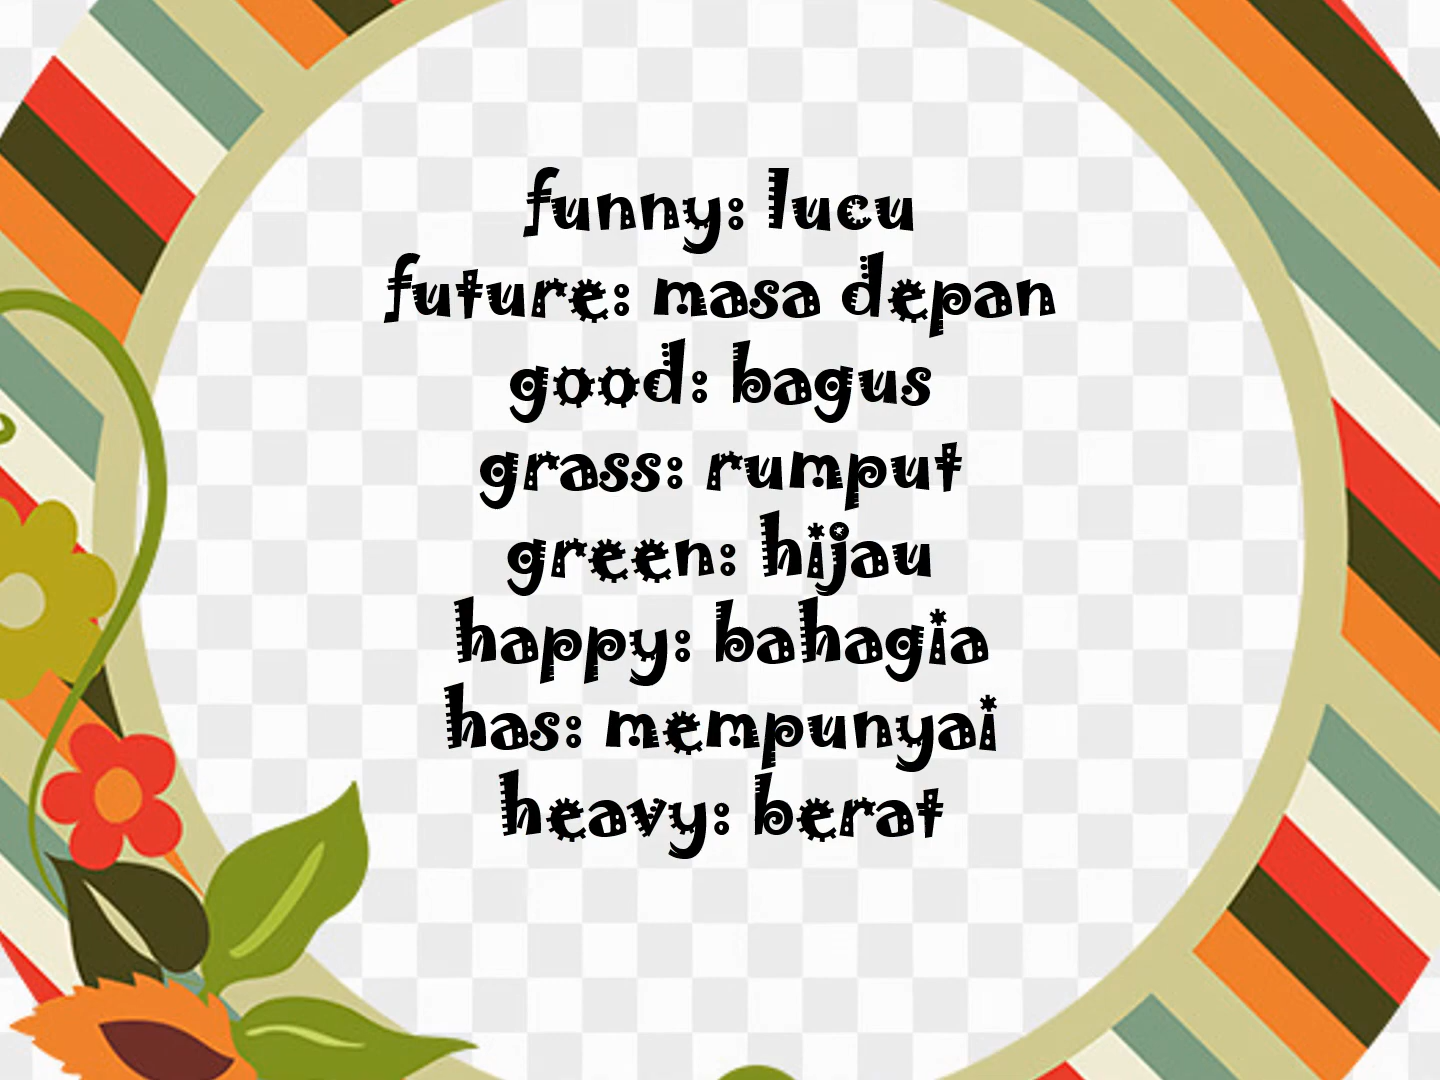 funny: lucu
future: masa depan
good: bagus
grass: rumput
green: hijau
happy: bahagia
has: mempunyai
heavy: berat